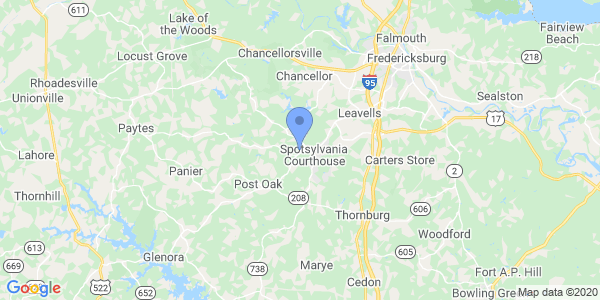 611
Lake of
the Woods
3
Falmouth
Fairview
Beach
Locust Grove
Chancellorsville
Fredericksburg
218
Chancellor
Rhoadesville
95
Unionville
Sealston
Leavells
17
Paytes
Lahore
Spotsylvania
Courthouse
Carters Store
Panier
2
Post Oak
Thornhill
208
Thornburg
606
Woodford
613
605
Glenora
669
738
Marye
Fort A.P. Hill
Google
522
652
Cedon
Bowling Gre
Map data ©2020